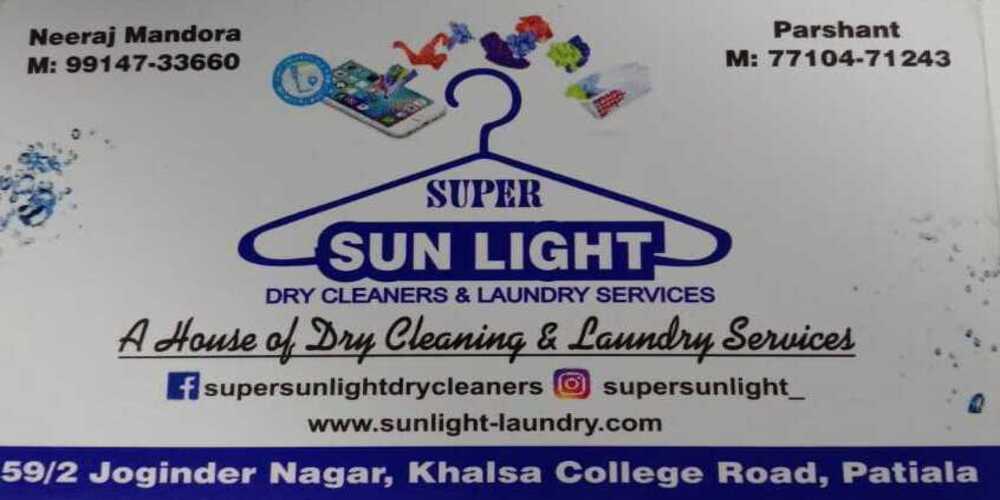 Neeraj Mandora
M: 99147-33660
Parshant
M: 77104-71243
SUPER
SUN LIGHT
DRY CLEANERS & LAUNDRY SERVICES
A House of Dry Cleaning & Laundry Services
supersunlightdrycleaners supersunlight_
www.sunlight-laundry.com
59/2 Joginder Nagar, Khalsa College Road, Patiala